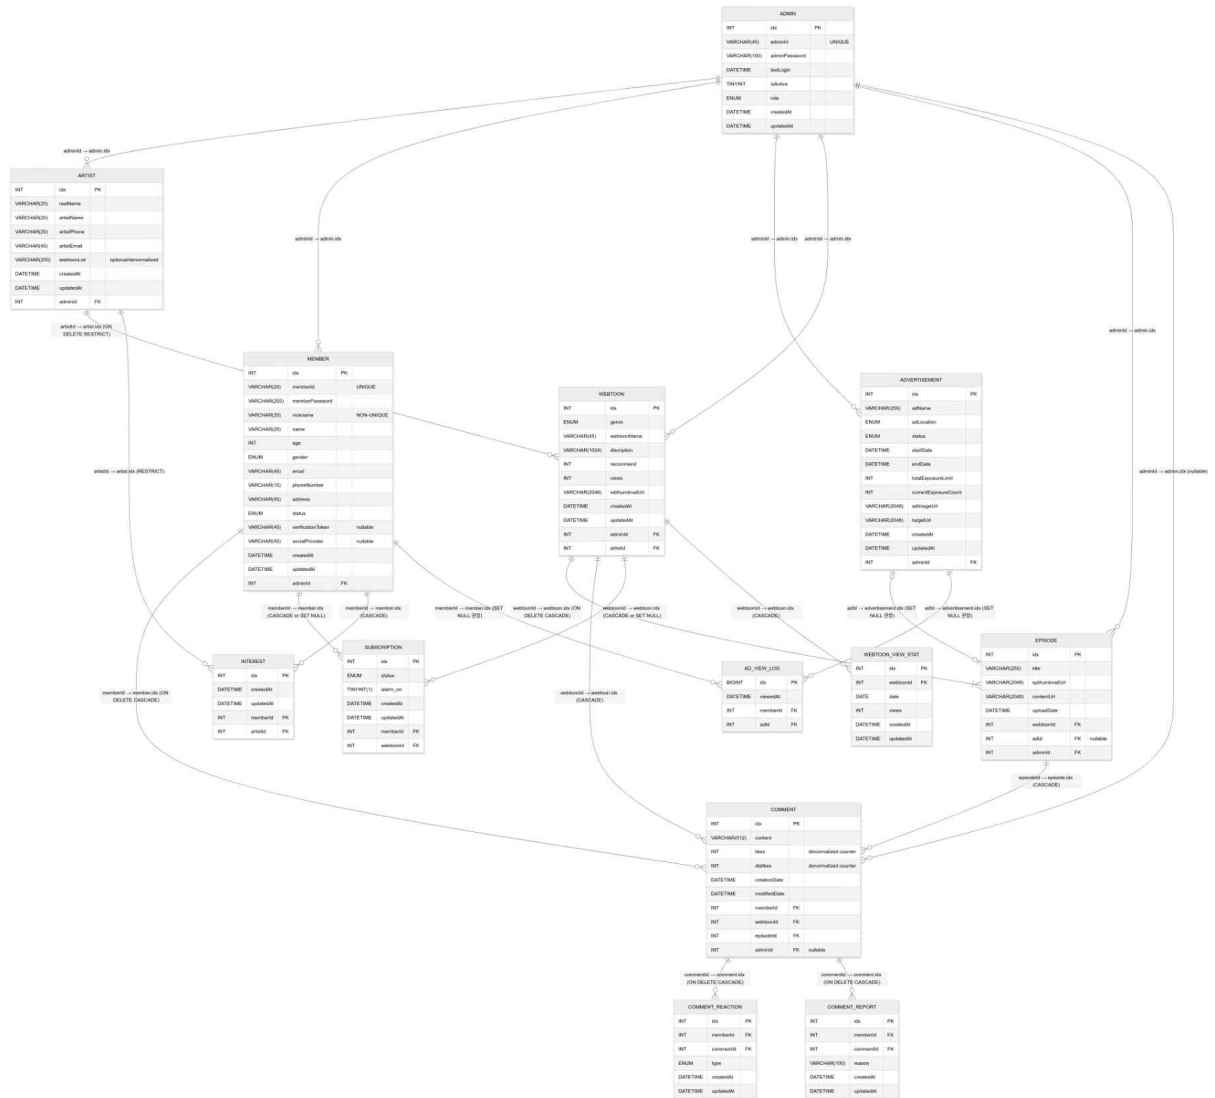 ADMIN
INT idx PK
VARCHAR(45) adminId UNIQUE
VARCHAR(100) adminPassword
DATETIME lastLogin
TINYINT isActive
ENUM role
DATETIME createdAt
DATETIME updatedAt
adminId → admin.idx
ARTIST
INT idx PK
VARCHAR(20) realName
VARCHAR(20) artistName
VARCHAR(20) artistPhone
VARCHAR(45) artistEmail
VARCHAR(255) webtoonList optional/denormalized
DATETIME createdAt
DATETIME updatedAt
INT adminId FK
adminId → admin.idx
adminId → admin.idx
adminId → admin.idx
adminId → admin.idx
artistId → artist.idx (ON
DELETE RESTRICT)
MEMBER
INT idx PK
VARCHAR(20) memberId UNIQUE
VARCHAR(255) memberPassword
VARCHAR(20) nickname NON-UNIQUE
VARCHAR(20) name
INT age
ENUM gender
VARCHAR(45) email
VARCHAR(15) phoneNumber
VARCHAR(45) address
ENUM status
VARCHAR(45) verificationToken nullable
VARCHAR(45) socialProvider nullable
DATETIME createdAt
DATETIME updatedAt
INT adminId FK
WEBTOON
INT idx PK
ENUM genre
VARCHAR(45) webtoonName
VARCHAR(1024) discription
INT recommend
INT views
VARCHAR(2048) wbthumbnailUrl
DATETIME createdAt
DATETIME updatedAt
INT adminId FK
INT artistId FK
ADVERTISEMENT
INT idx PK
VARCHAR(255) adName
ENUM adLocation
ENUM status
DATETIME startDate
DATETIME endDate
INT totalExposureLimit
INT currentExposureCount
VARCHAR(2048) adImageUrl
VARCHAR(2048) targetUrl
DATETIME createdAt
DATETIME updatedAt
INT adminId FK
artistId → artist.idx (RESTRICT)
adminId → admin.idx (nullable)
memberId → member.idx
(CASCADE or SET NULL)
memberId → member.idx
(CASCADE)
memberId → member.idx (SET
NULL 권장)
webtoonId → webtoon.idx (ON
DELETE CASCADE)
webtoonId → webtoon.idx
(CASCADE or SET NULL)
webtoonId → webtoon.idx
(CASCADE)
adId → advertisement.idx (SET
NULL 권장)
adId → advertisement.idx (SET
NULL 권장)
INTEREST
INT idx PK
DATETIME createdAt
DATETIME updatedAt
INT memberId FK
INT artistId FK
SUBSCRIPTION
INT idx PK
ENUM status
TINYINT(1) alarm_on
DATETIME createdAt
DATETIME updatedAt
INT memberId FK
INT webtoonId FK
AD_VIEW_LOG
BIGINT idx PK
DATETIME viewedAt
INT memberId FK
INT adId FK
WEBTOON_VIEW_STAT
INT idx PK
INT webtoonId FK
DATE date
INT views
DATETIME createdAt
DATETIME updatedAt
EPISODE
INT idx PK
VARCHAR(255) title
VARCHAR(2048) epthumbnailUrl
VARCHAR(2048) contentUrl
DATETIME uploadDate
INT webtoonId FK
INT adId FK nullable
INT adminId FK
memberId → member.idx (ON
DELETE CASCADE)
webtoonId → webtoon.idx
(CASCADE)
episodeId → episode.idx
(CASCADE)
COMMENT
INT idx PK
VARCHAR(512) content
INT likes denormalized counter
INT dislikes denormalized counter
DATETIME creationDate
DATETIME modifiedDate
INT memberId FK
INT webtoonId FK
INT episodeId FK
INT adminId FK nullable
commentId → comment.idx
(ON DELETE CASCADE)
commentId → comment.idx
(ON DELETE CASCADE)
COMMENT_REACTION
INT idx PK
INT memberId FK
INT commentId FK
ENUM type
DATETIME createdAt
DATETIME updatedAt
COMMENT_REPORT
INT idx PK
INT memberId FK
INT commentId FK
VARCHAR(100) reason
DATETIME createdAt
DATETIME updatedAt